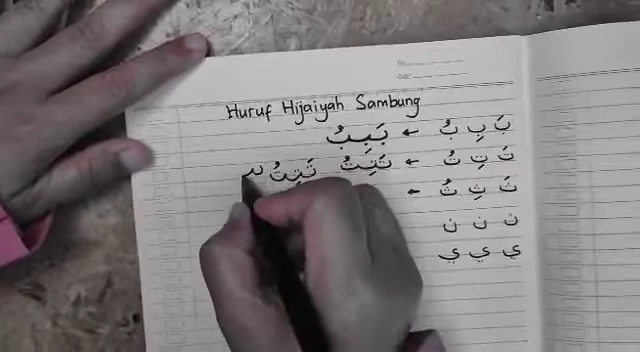 Huruf Hijaiyah Sambung
بَ بِ بُ ← بَبِبُ
تَ تِ تُ ← تَتِتُ تَتِتُ
ثَ ثِ ثُ ←
ن ن ن
ي ي ي